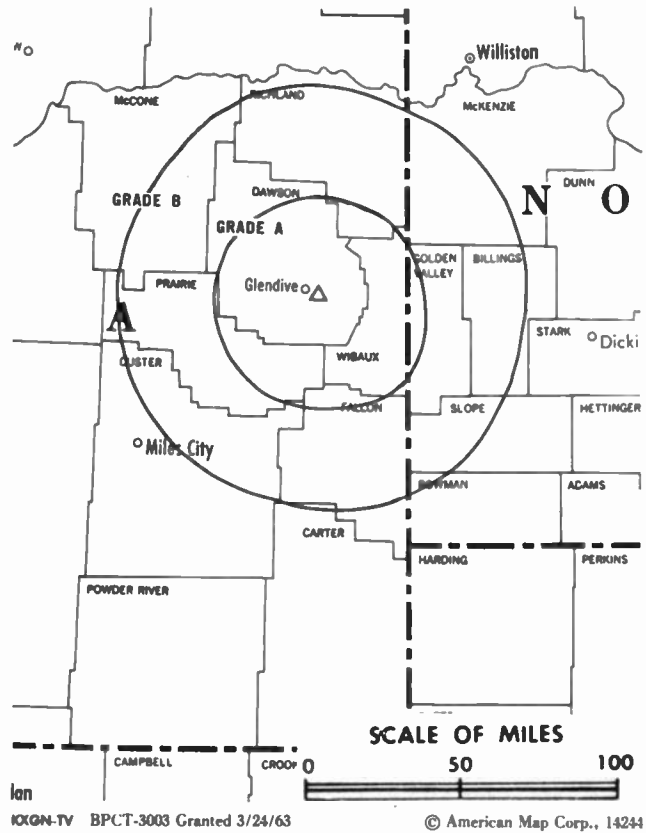 Williston
McCONE
RICHLAND
McKENZIE
DUNN
GRADE B
DAWSON
N O
GRADE A
GOLDEN VALLEY
BILLINGS
PRAIRIE
Glendive
A
STARK
Dicki
CUSTER
WIBAUX
FALLON
SLOPE
HETTINGER
Miles City
BOWMAN
ADAMS
CARTER
HARDING
PERKINS
POWDER RIVER
SCALE OF MILES
CAMPBELL
CROOK
0 50 100
lan
KXGN-TV BPCT-3003 Granted 3/24/63
© American Map Corp., 14244